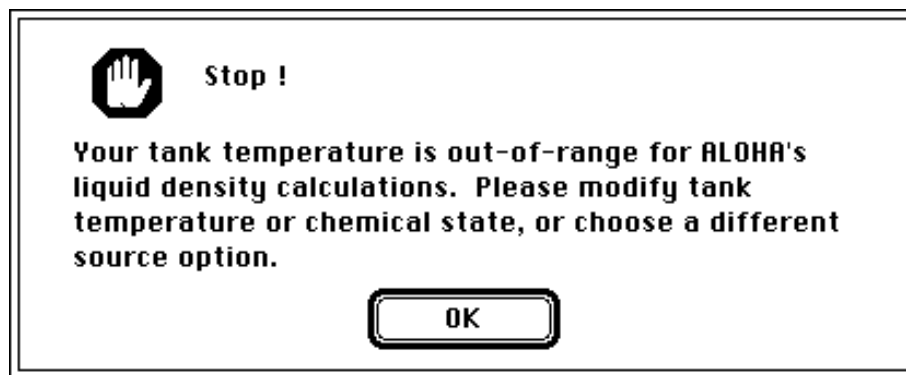 Stop !
Your tank temperature is out-of-range for ALOHA's
liquid density calculations.  Please modify tank
temperature or chemical state, or choose a different
source option.
OK